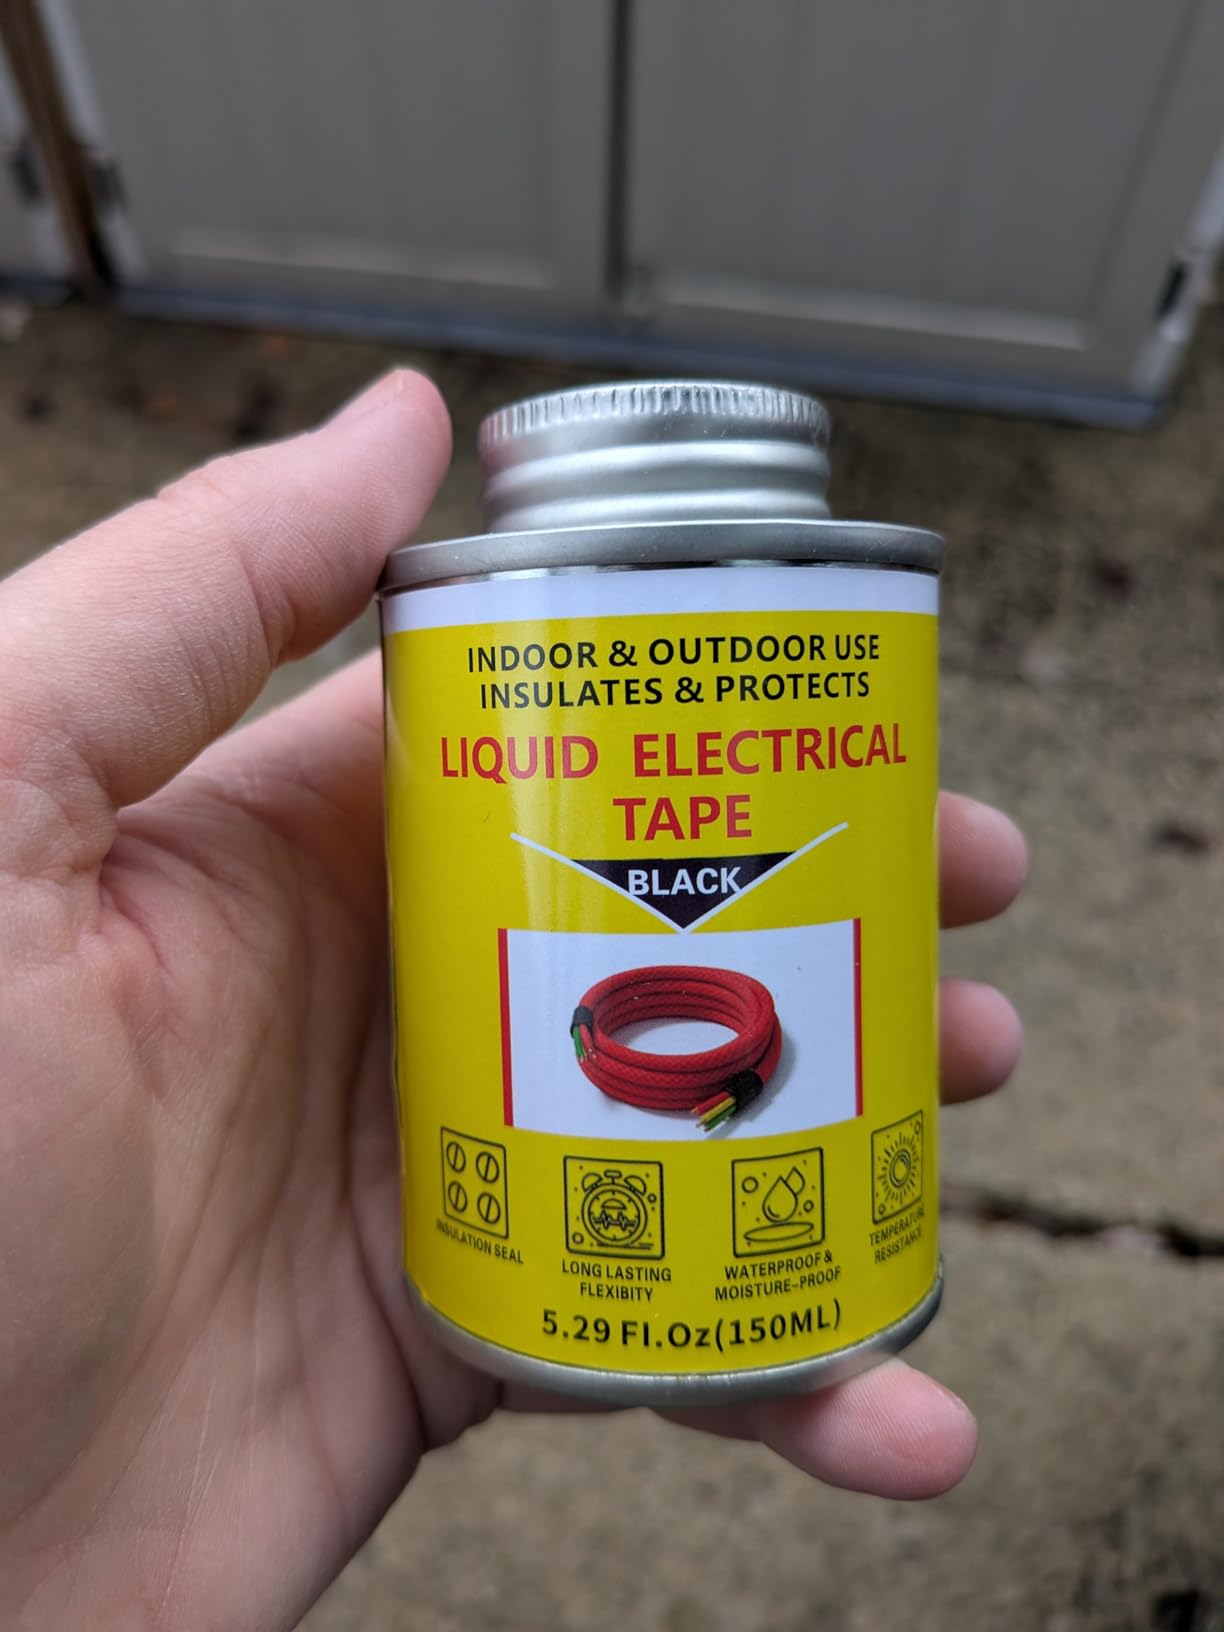 INDOOR & OUTDOOR USE
INSULATES & PROTECTS
LIQUID ELECTRICAL
TAPE
BLACK
INSULATION SEAL
LONG LASTING
FLEXIBITY
WATERPROOF &
MOISTURE-PROOF
TEMPERATURE
RESISTANCE
5.29 Fl.Oz(150ML)